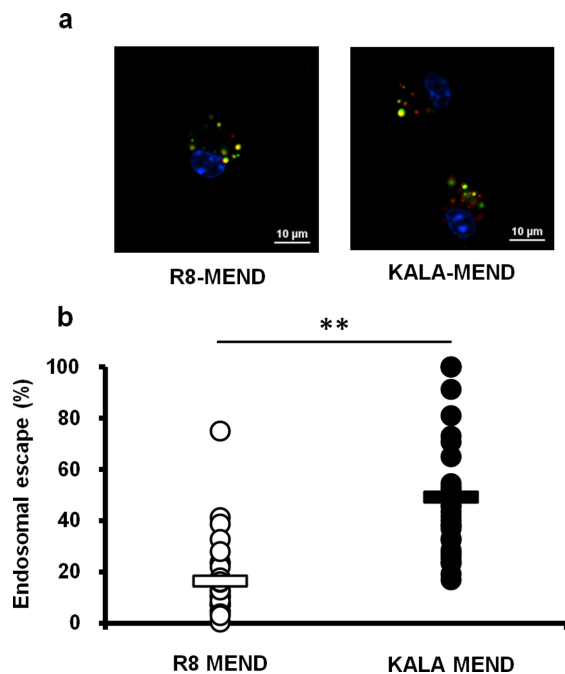 a
10 µm
10 µm
R8-MEND
KALA-MEND
b
**
100
80
60
40
20
0
Endosomal escape (%)
R8 MEND
KALA MEND